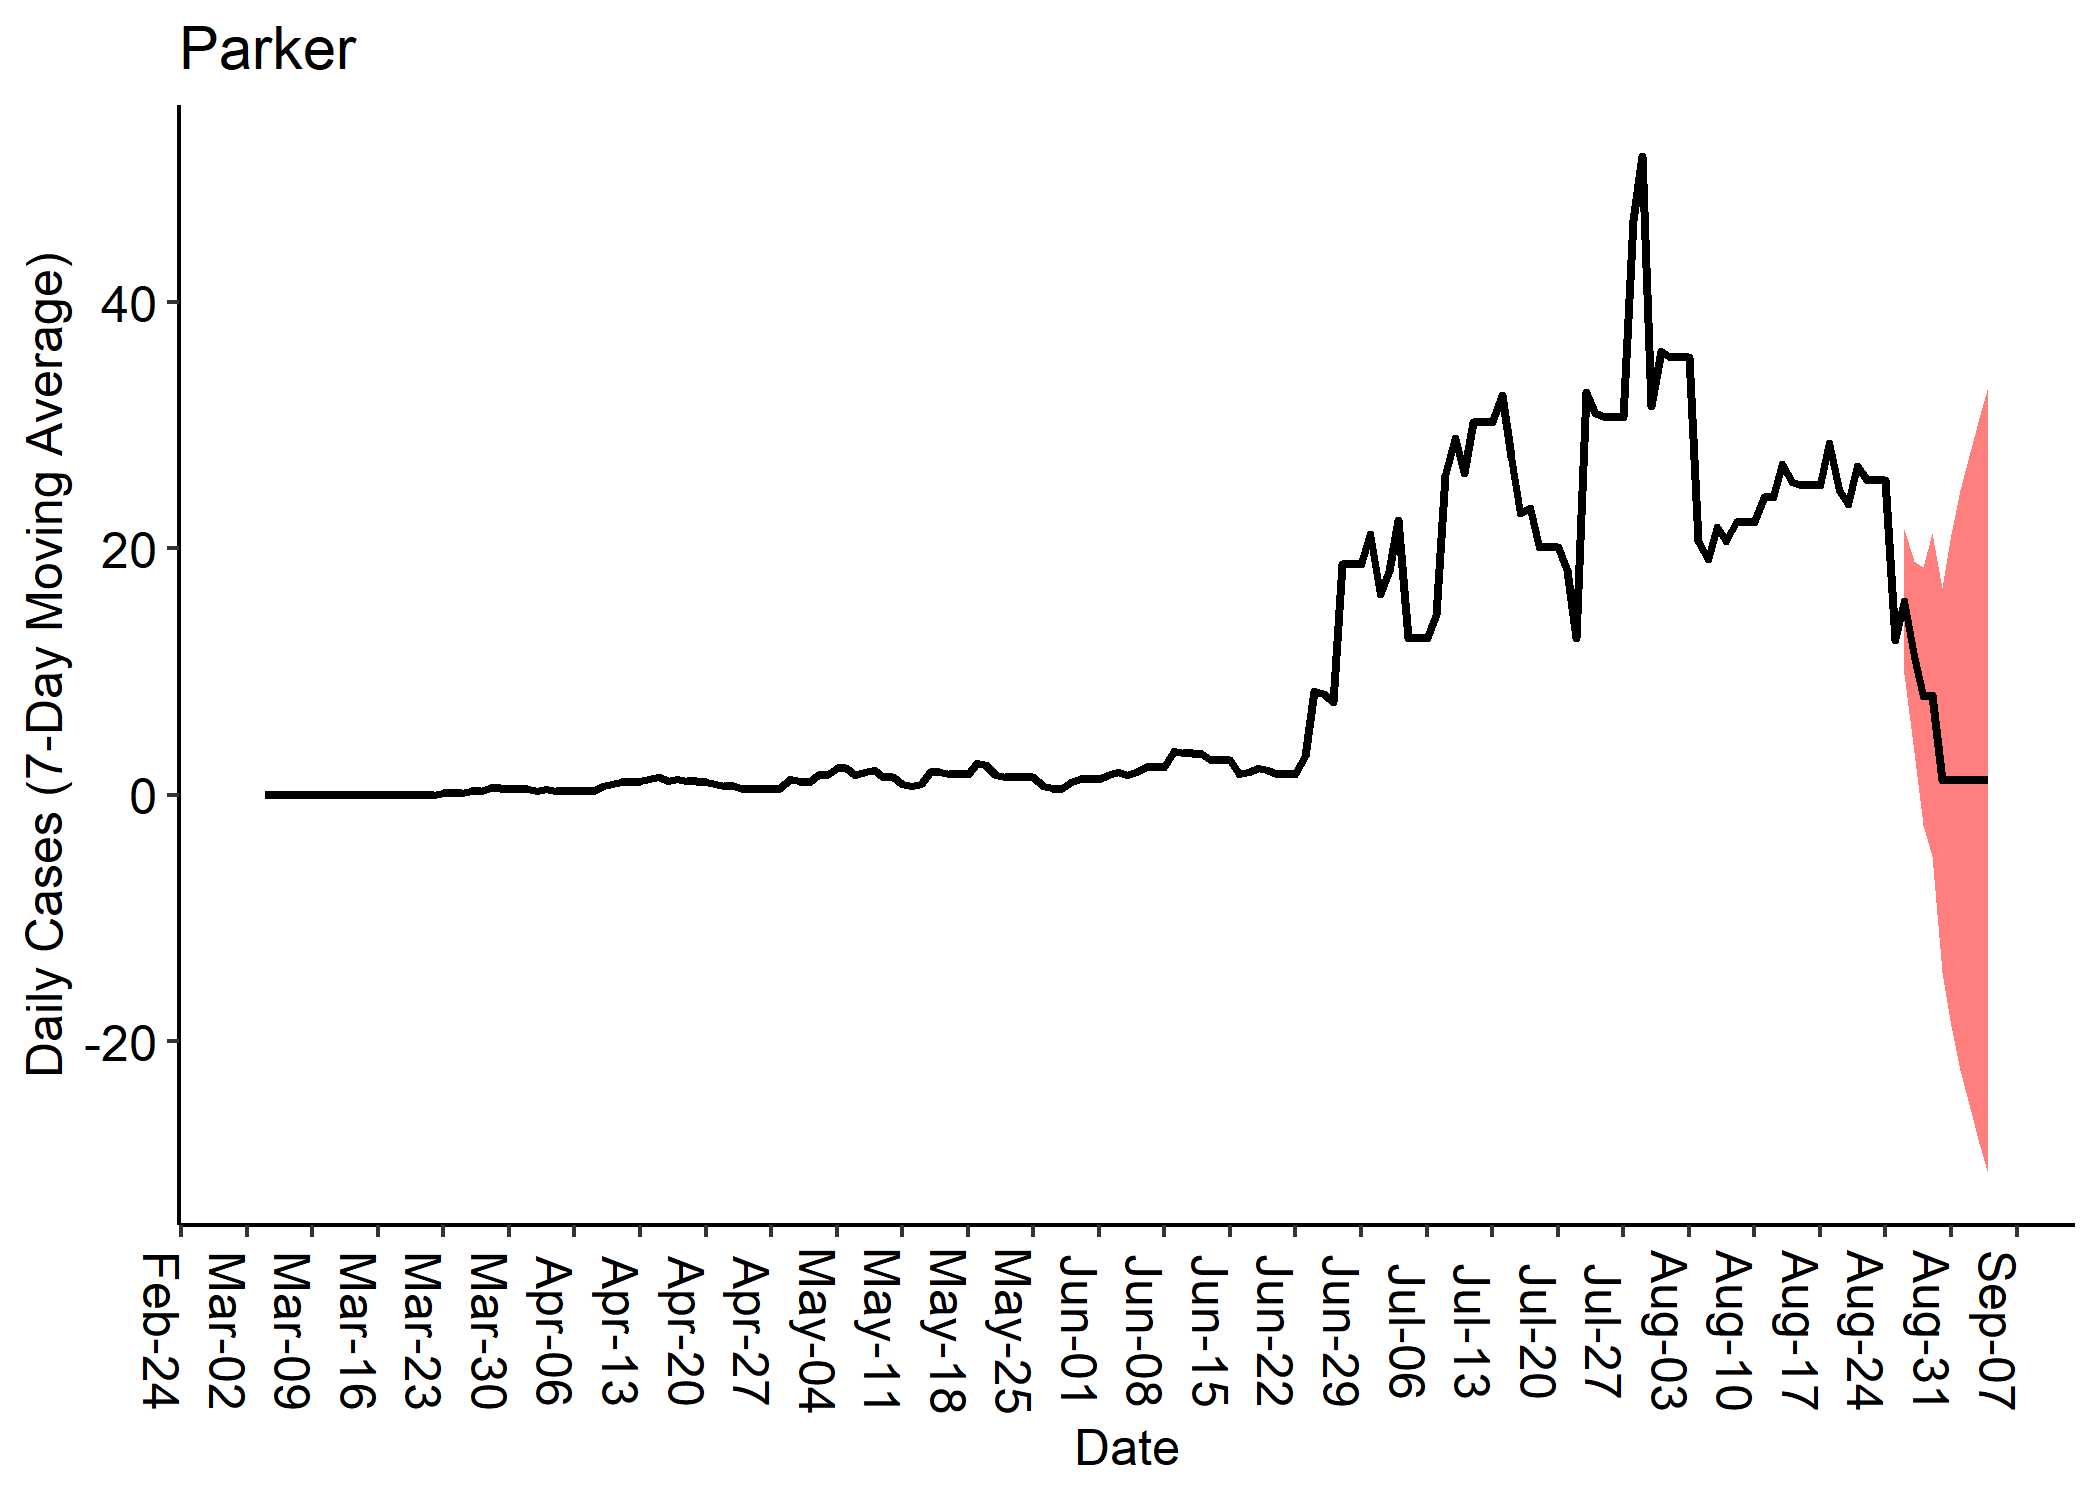 Parker
Daily Cases (7-Day Moving Average)
40
20
0
-20
Feb-24
Mar-02
Mar-09
Mar-16
Mar-23
Mar-30
Apr-06
Apr-13
Apr-20
Apr-27
May-04
May-11
May-18
May-25
Jun-01
Jun-08
Jun-15
Jun-22
Jun-29
Jul-06
Jul-13
Jul-20
Jul-27
Aug-03
Aug-10
Aug-17
Aug-24
Aug-31
Sep-07
Date